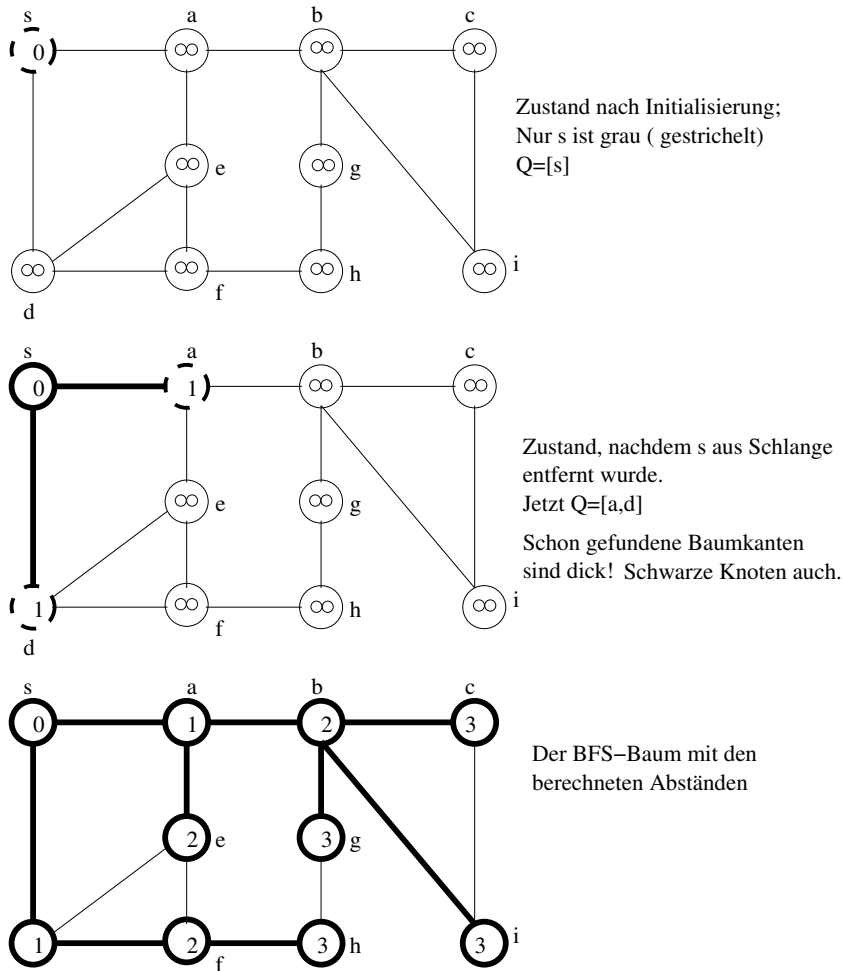 s a b c
0 ∞ ∞ ∞
Zustand nach Initialisierung;
Nur s ist grau ( gestrichelt)
Q=[s]
∞ e ∞ g
∞ ∞ ∞ h ∞ i
d f
s a b c
0 1 ∞ ∞
Zustand, nachdem s aus Schlange
entfernt wurde.
Jetzt Q=[a,d]
Schon gefundene Baumkanten
sind dick! Schwarze Knoten auch.
∞ e ∞ g
1 ∞ ∞ h ∞ i
d f
s a b c
0 1 2 3
Der BFS−Baum mit den
berechneten Abständen
2 e 3 g
1 2 3 h 3 i
f